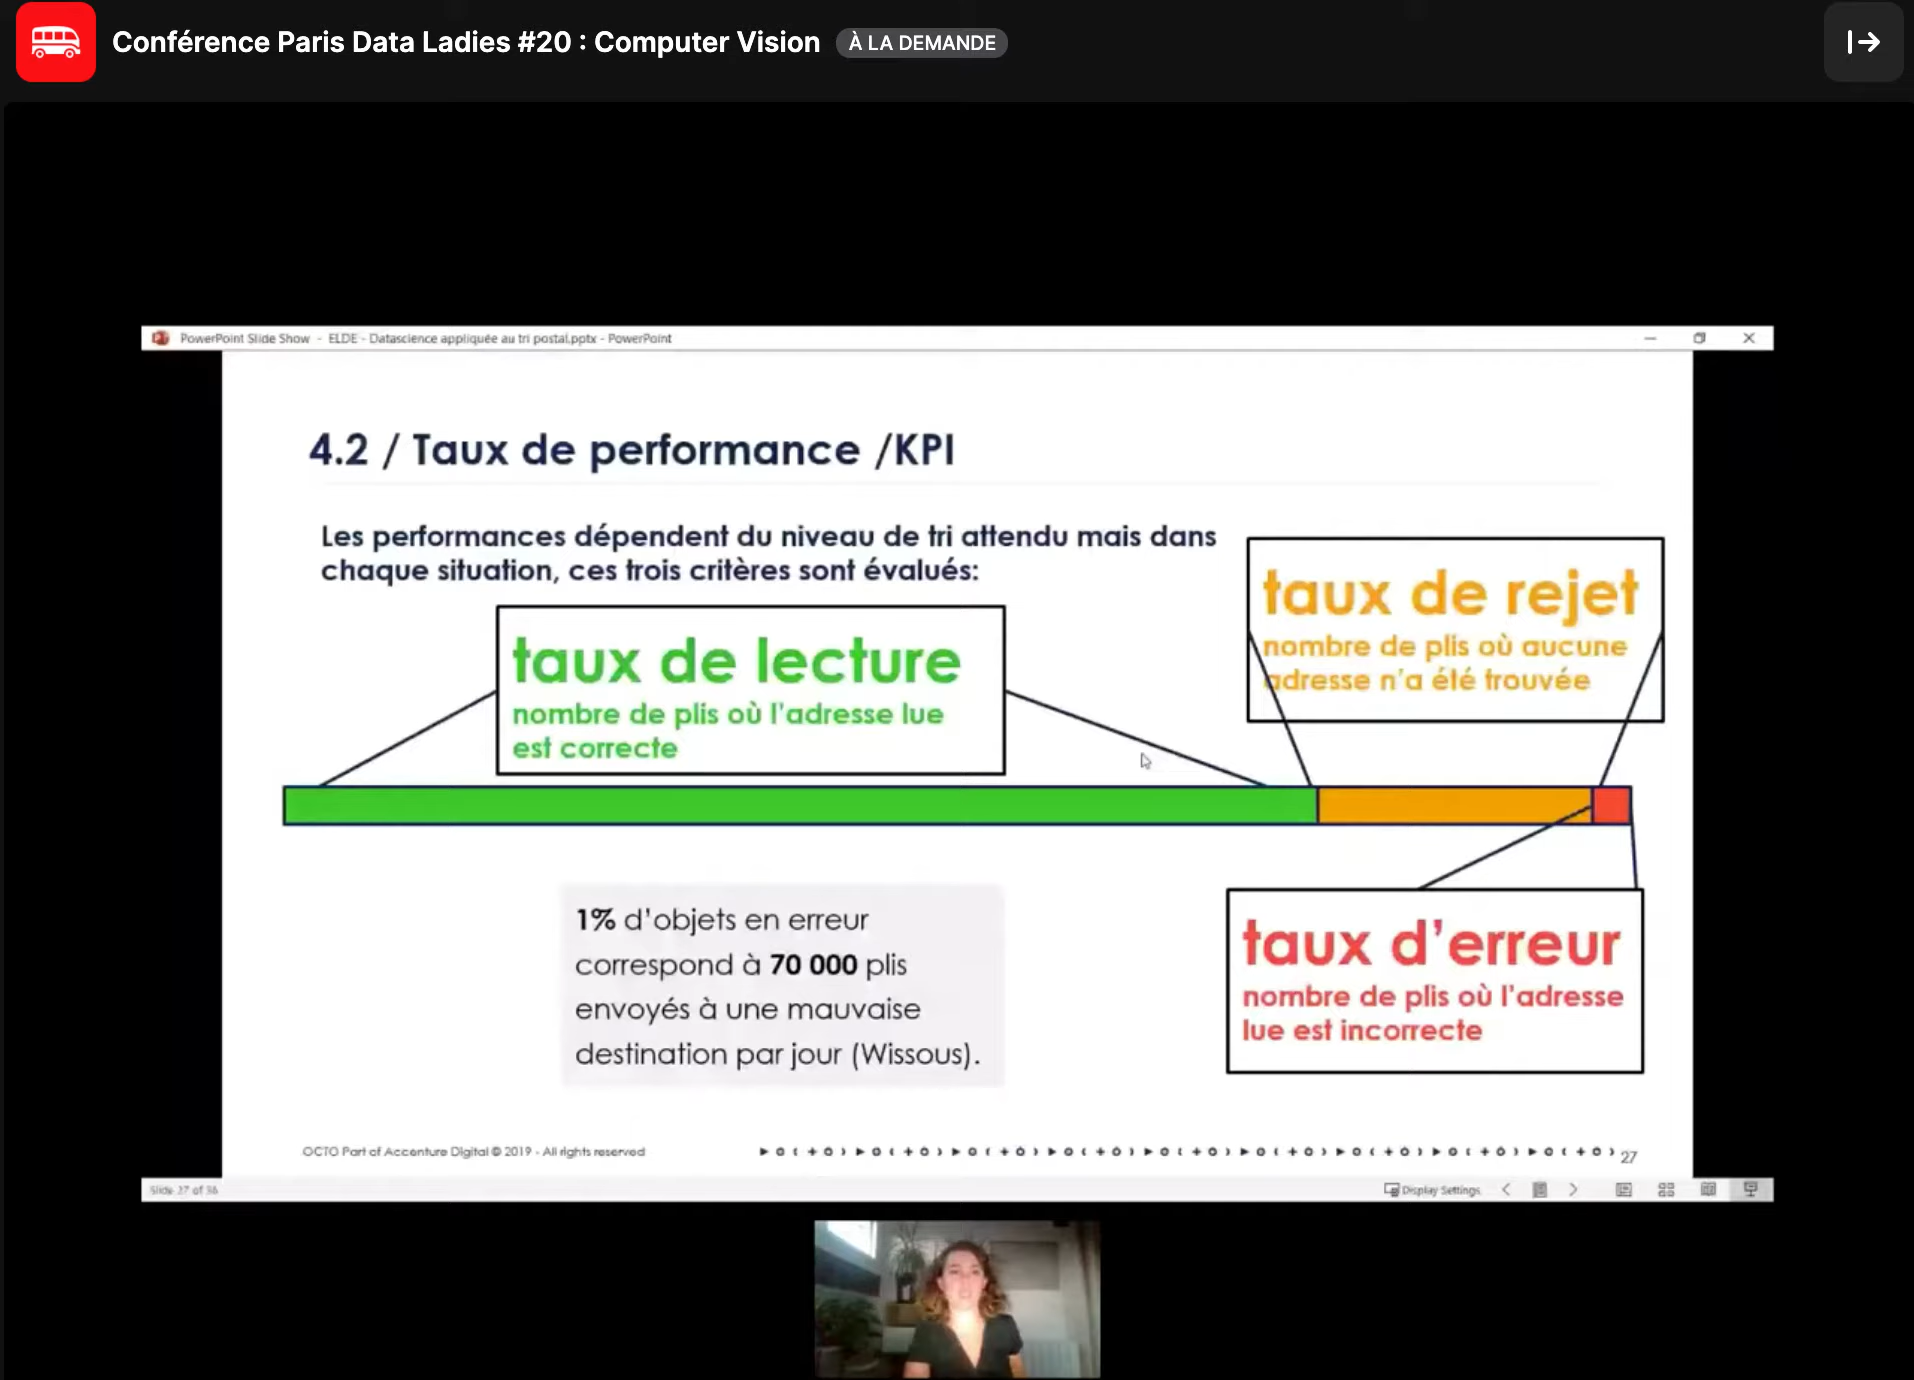 Conférence Paris Data Ladies #20 : Computer Vision À LA DEMANDE
PowerPoint Slide Show - ELDE - Datascience appliquée au tri postal.pptx - PowerPoint
4.2 / Taux de performance /KPI
Les performances dépendent du niveau de tri attendu mais dans
chaque situation, ces trois critères sont évalués:
taux de rejet
nombre de plis où aucune
adresse n'a été trouvée
taux de lecture
nombre de plis où l'adresse lue
est correcte
1% d'objets en erreur
correspond à 70 000 plis
envoyés à une mauvaise
destination par jour (Wissous).
taux d'erreur
nombre de plis où l'adresse
lue est incorrecte
OCTO Part of Accenture Digital © 2019 - All rights reserved
27
Slide 27 of 36
Display Settings